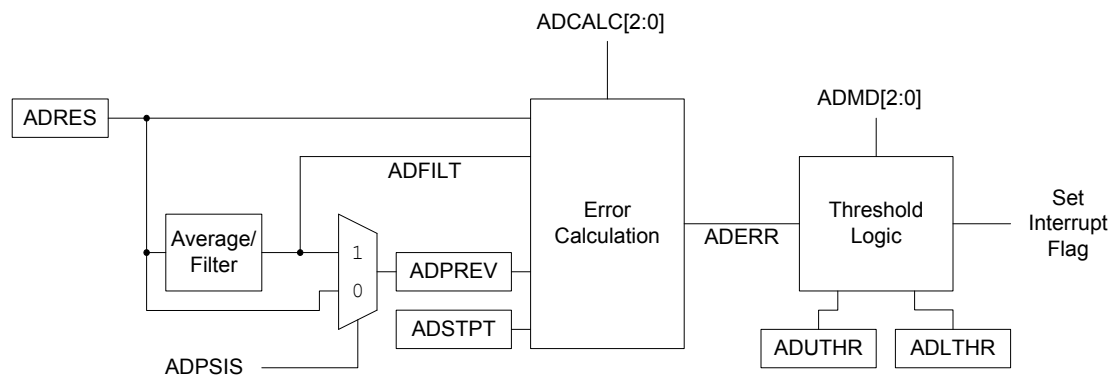 ADCALC[2:0]
ADMD[2:0]
ADRES
ADFILT
Average/
Filter
1
0
ADPREV
ADSTPT
ADPSIS
Error
Calculation
ADERR
Threshold
Logic
Set
Interrupt
Flag
ADUTHR
ADLTHR